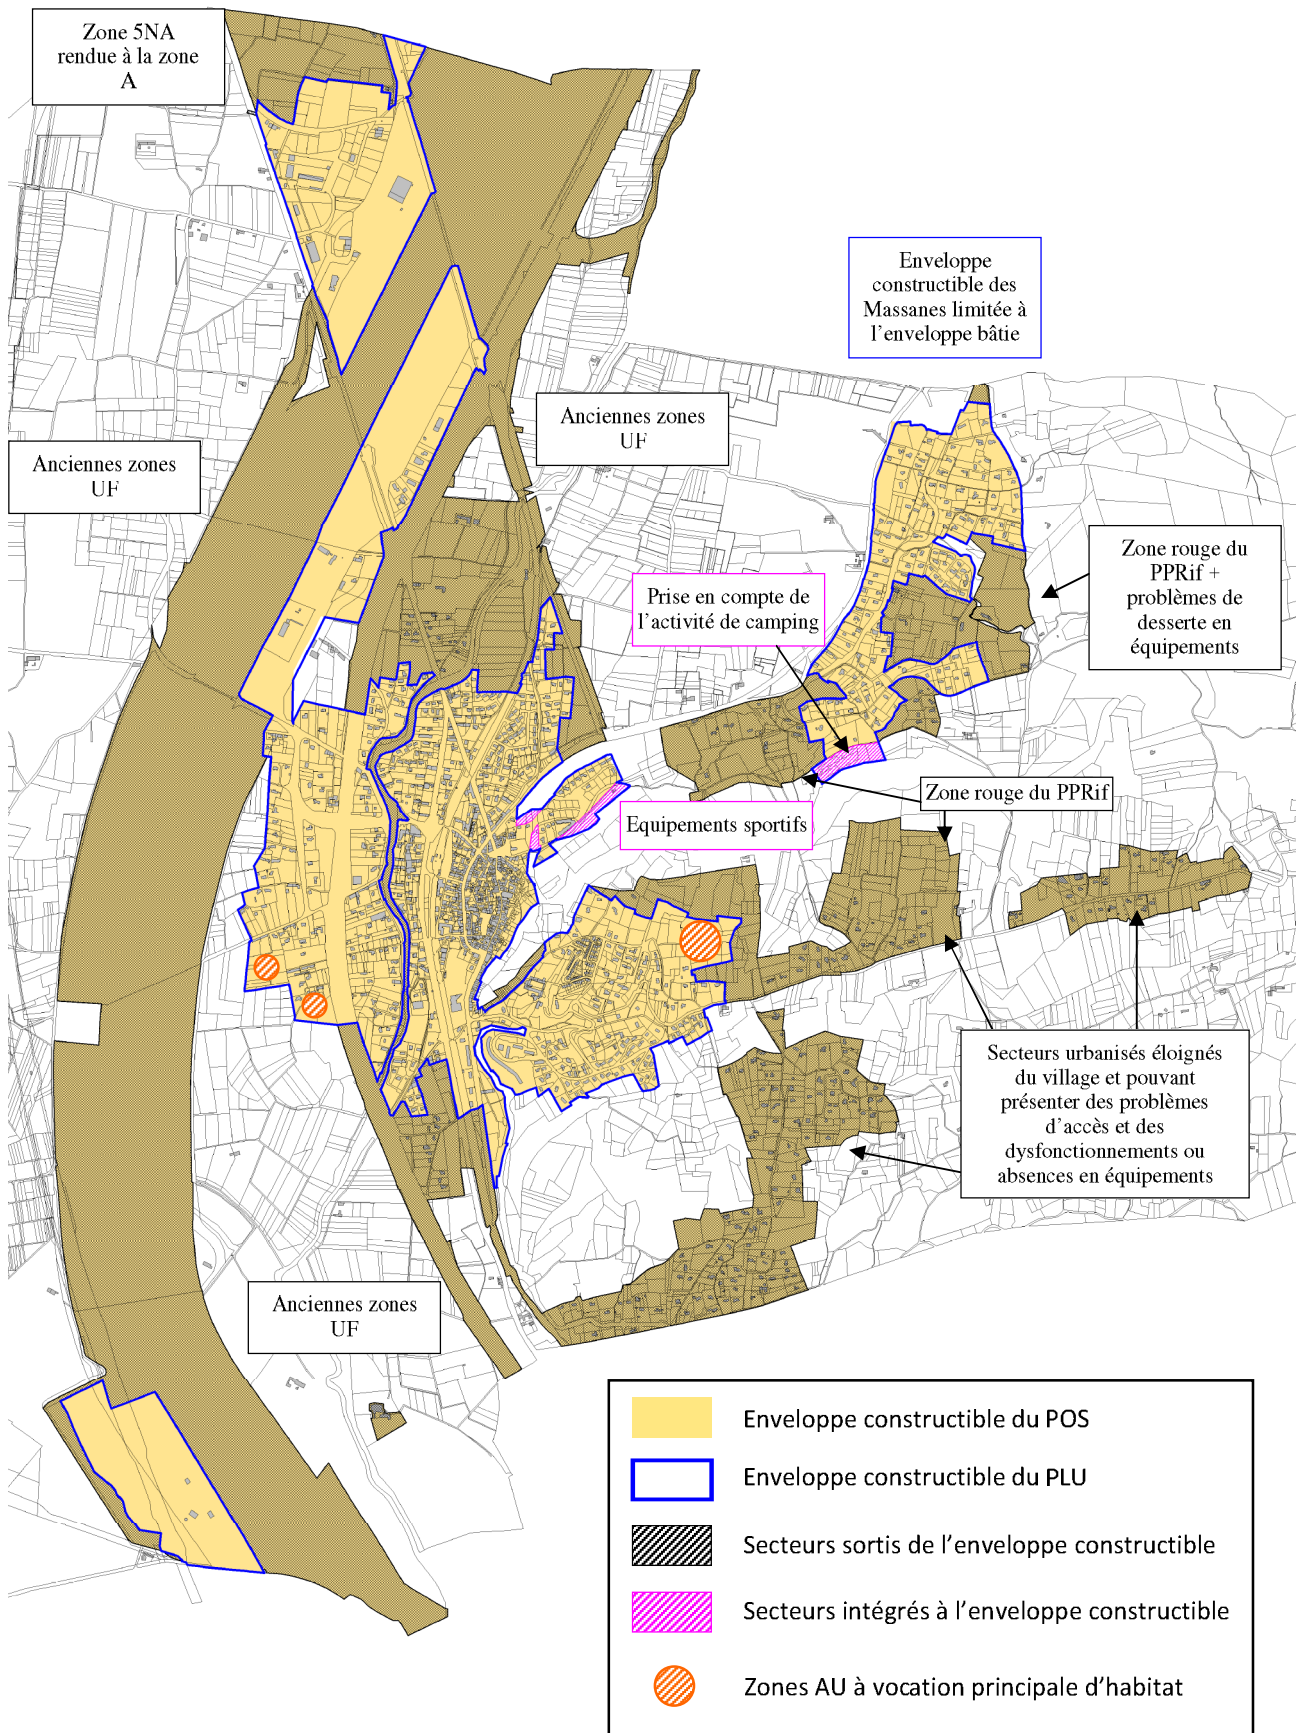 Zone 5NA
rendue à la zone
A
Enveloppe
constructible des
Massanes limitée à
l'enveloppe bâtie
Anciennes zones
UF
Anciennes zones
UF
Zone rouge du
PPRif +
problèmes de
desserte en
équipements
Prise en compte de
l'activité de camping
Zone rouge du PPRif
Equipements sportifs
Secteurs urbanisés éloignés
du village et pouvant
présenter des problèmes
d'accès et des
dysfonctionnements ou
absences en équipements
Anciennes zones
UF
Enveloppe constructible du POS
Enveloppe constructible du PLU
Secteurs sortis de l'enveloppe constructible
Secteurs intégrés à l'enveloppe constructible
Zones AU à vocation principale d'habitat